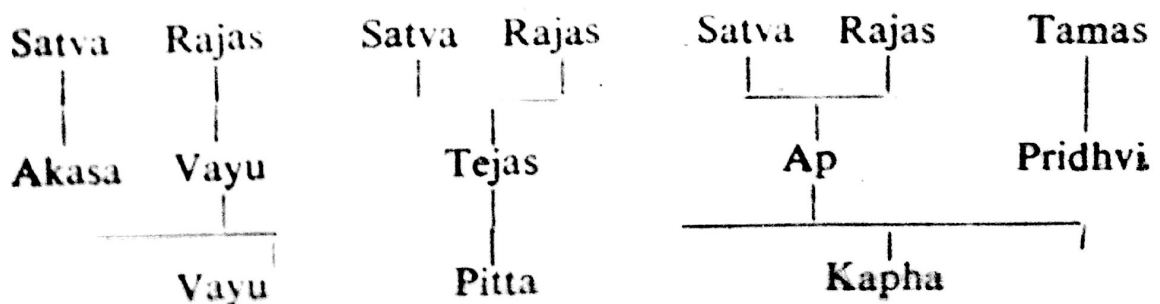 Satva Rajas Satva Rajas Satva Rajas Tamas
Akasa Vayu Tejas Ap Pridhvi
Vayu Pitta Kapha